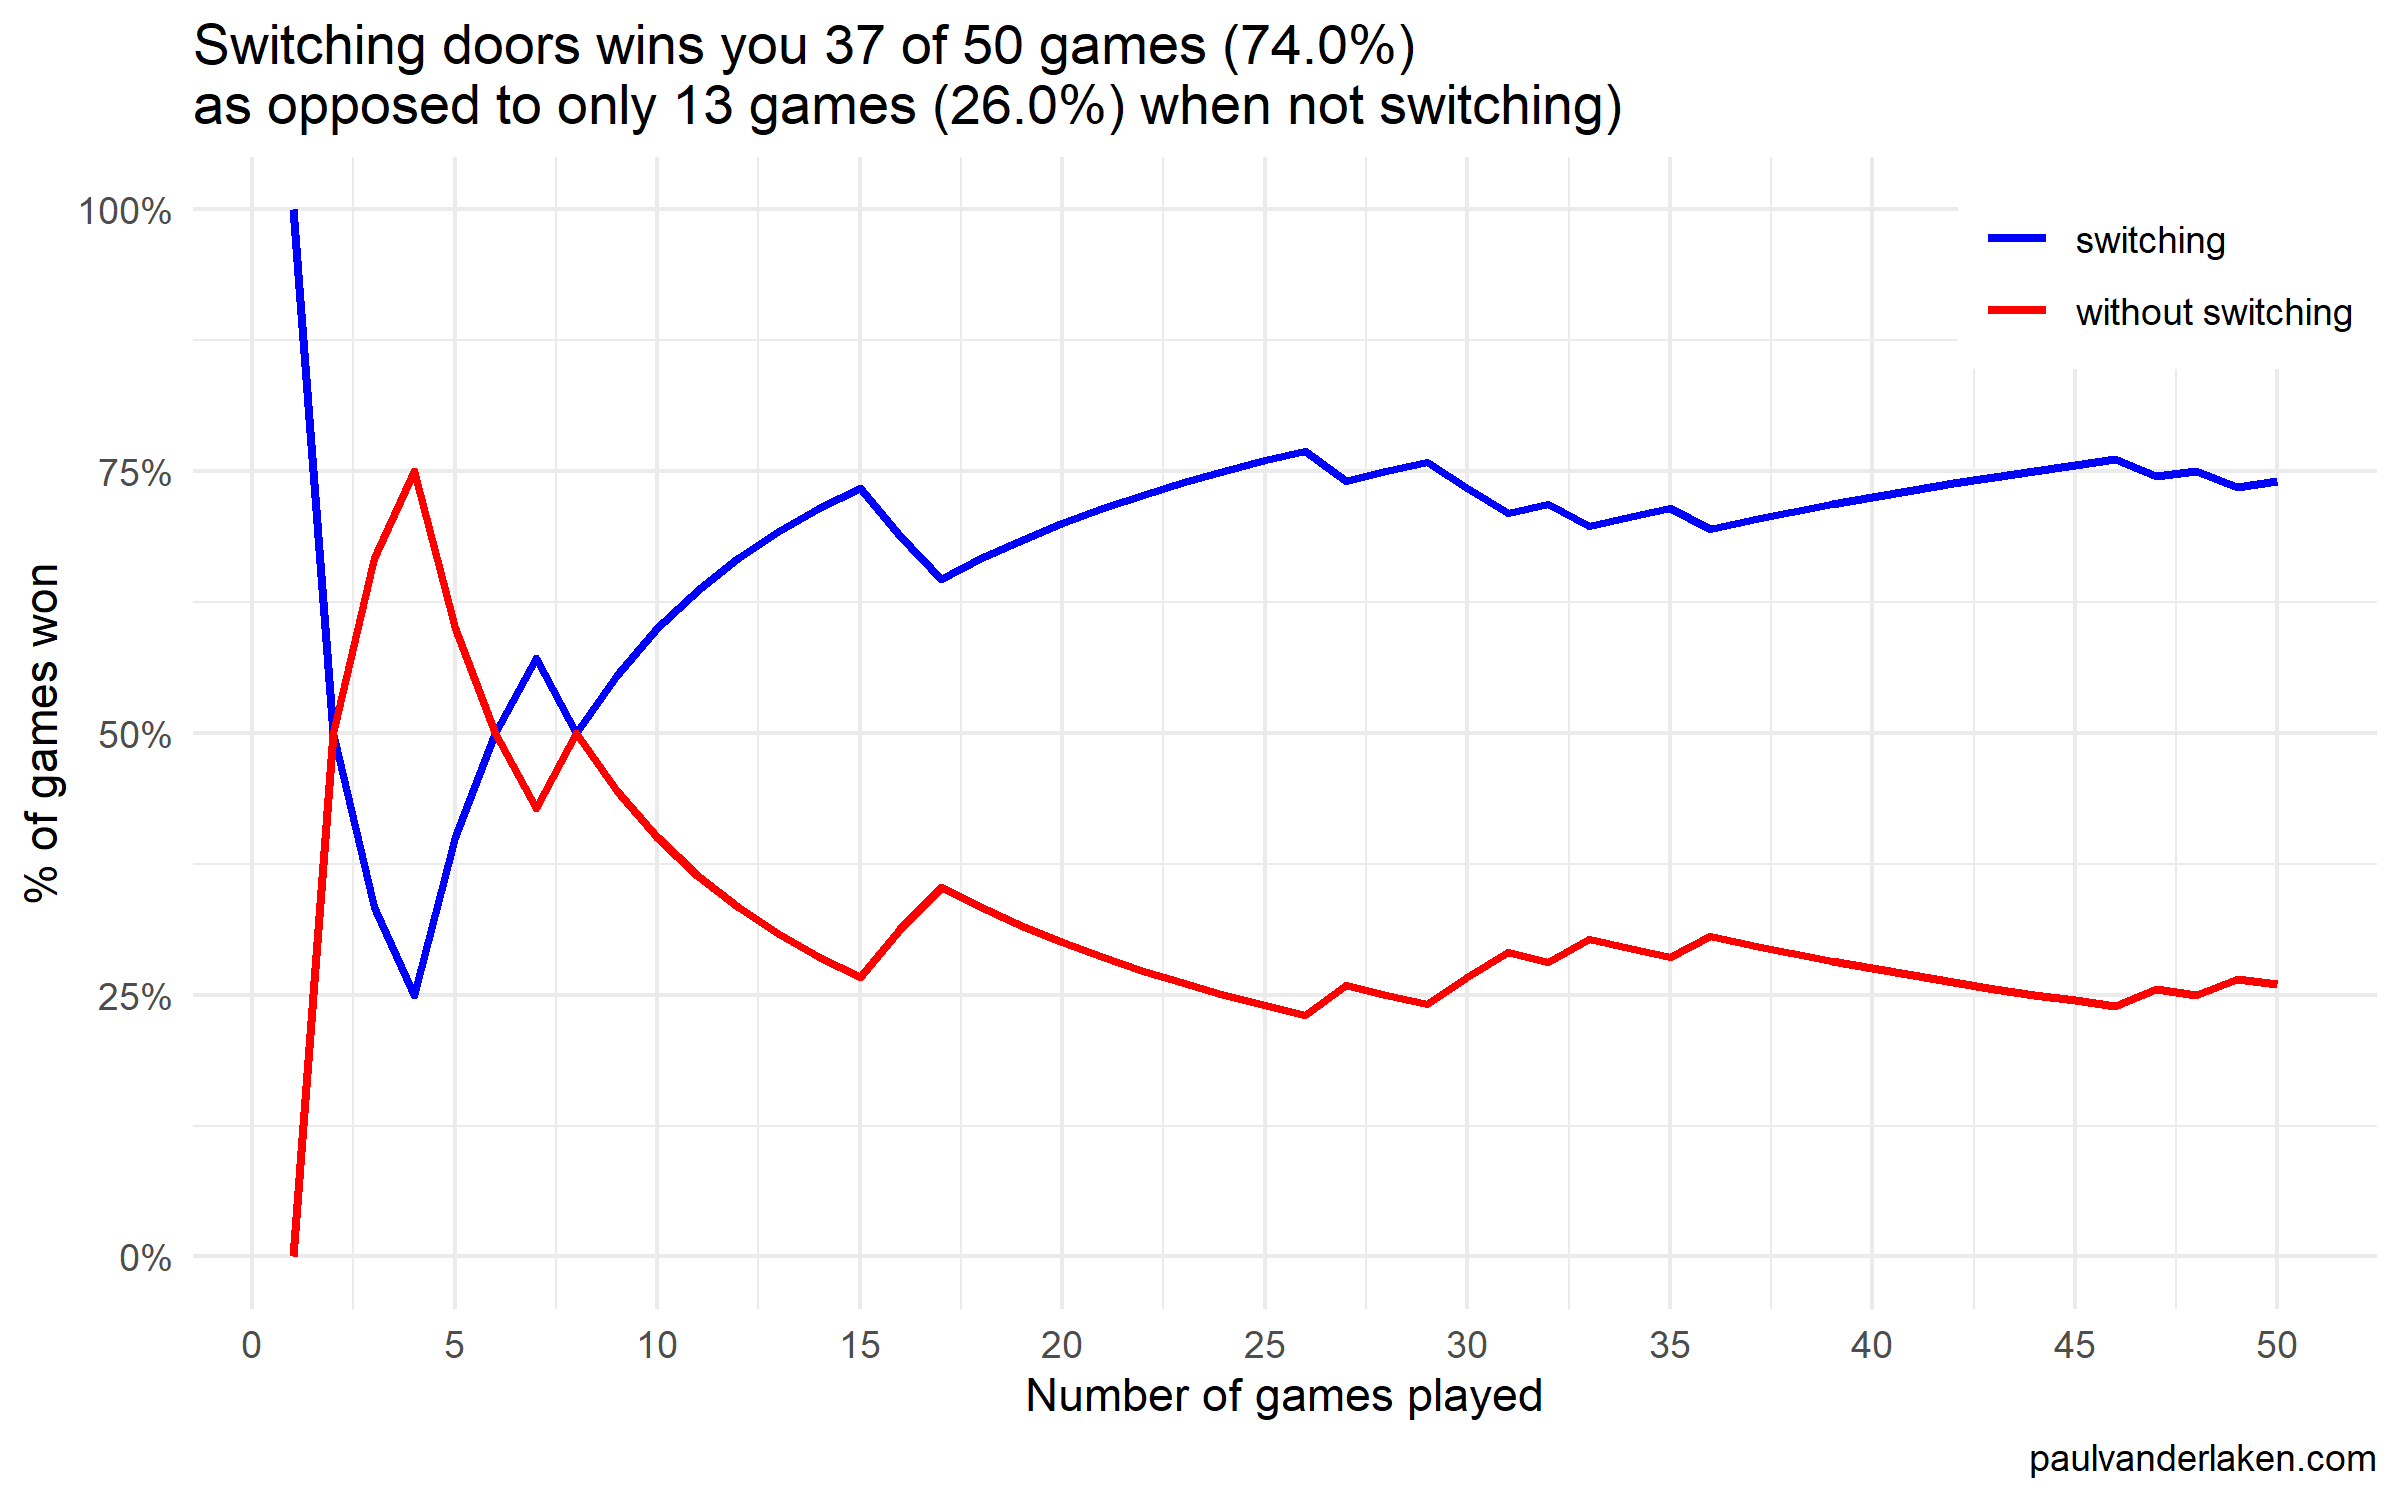 Switching doors wins you 37 of 50 games (74.0%)
as opposed to only 13 games (26.0%) when not switching)
switching
without switching
% of games won
100%
75%
50%
25%
0%
0 5 10 15 20 25 30 35 40 45 50
Number of games played
paulvanderlaken.com